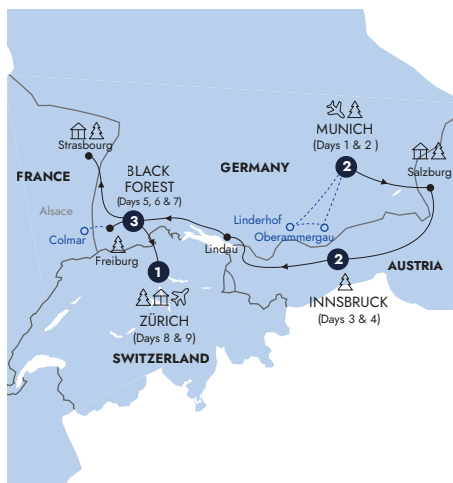 Strasbourg
FRANCE
BLACK
FOREST
(Days 5, 6 & 7)
3
Alsace
Colmar
Freiburg
1
ZÜRICH
(Days 8 & 9)
SWITZERLAND
GERMANY
MUNICH
(Days 1 & 2)
2
Salzburg
Linderhof
Oberammergau
Lindau
2
AUSTRIA
INNSBRUCK
(Days 3 & 4)